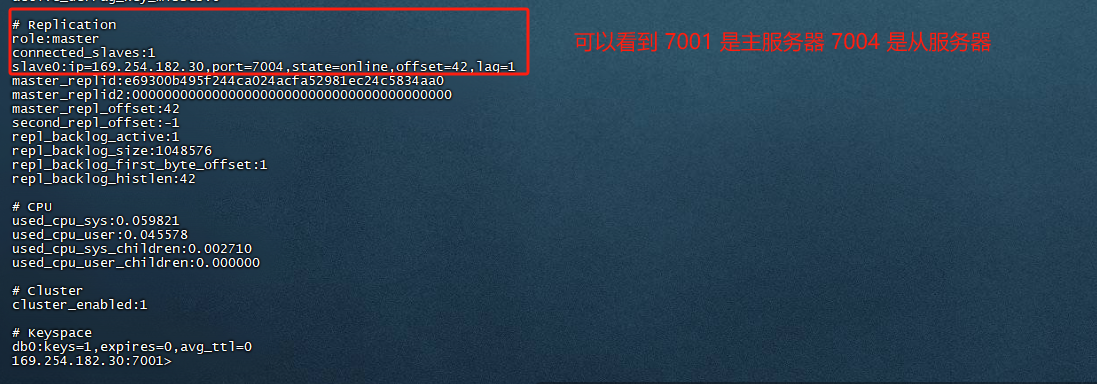 # Replication
role:master
connected_slaves:1
slave0:ip=169.254.182.30,port=7004,state=online,offset=42,lag=1
可以看到 7001 是主服务器 7004 是从服务器
master_replid:e69300b495f244ca024acfa52981ec24c5834aa0
master_replid2:0000000000000000000000000000000000000000
master_repl_offset:42
second_repl_offset:-1
repl_backlog_active:1
repl_backlog_size:1048576
repl_backlog_first_byte_offset:1
repl_backlog_histlen:42
# CPU
used_cpu_sys:0.059821
used_cpu_user:0.045578
used_cpu_sys_children:0.002710
used_cpu_user_children:0.000000
# Cluster
cluster_enabled:1
# Keyspace
db0:keys=1,expires=0,avg_ttl=0
169.254.182.30:7001>